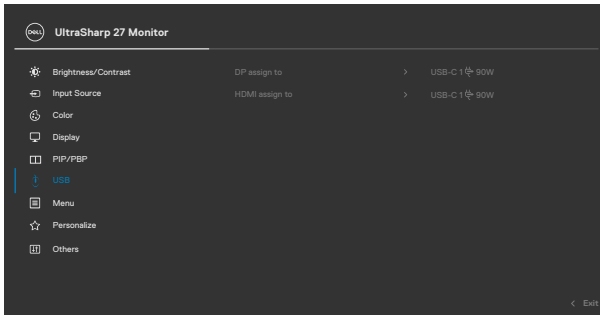 DELL UltraSharp 27 Monitor
Brightness/Contrast DP assign to > USB-C 1 90W
Input Source HDMI assign to > USB-C 1 90W
Color
Display
PIP/PBP
USB
Menu
Personalize
Others
< Exit